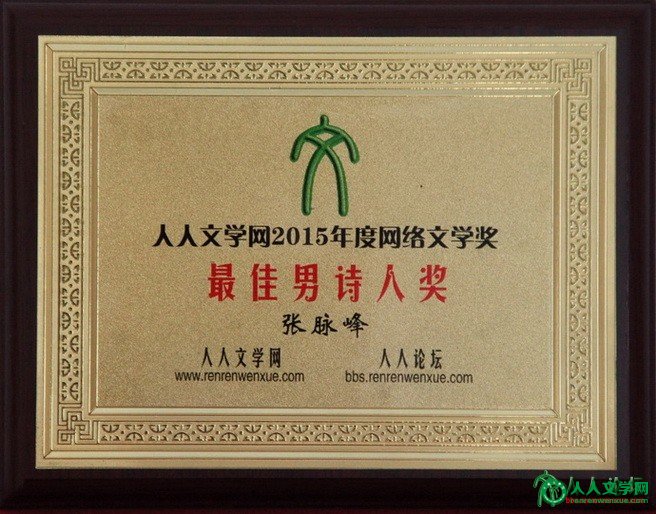 人人文学网2015年度网络文学奖
最佳男诗人奖
张脉峰
人人文学网 人人论坛
www.renrenwenxue.com bbs.renrenwenxue.com
人人文学网
renrenwenxue.com